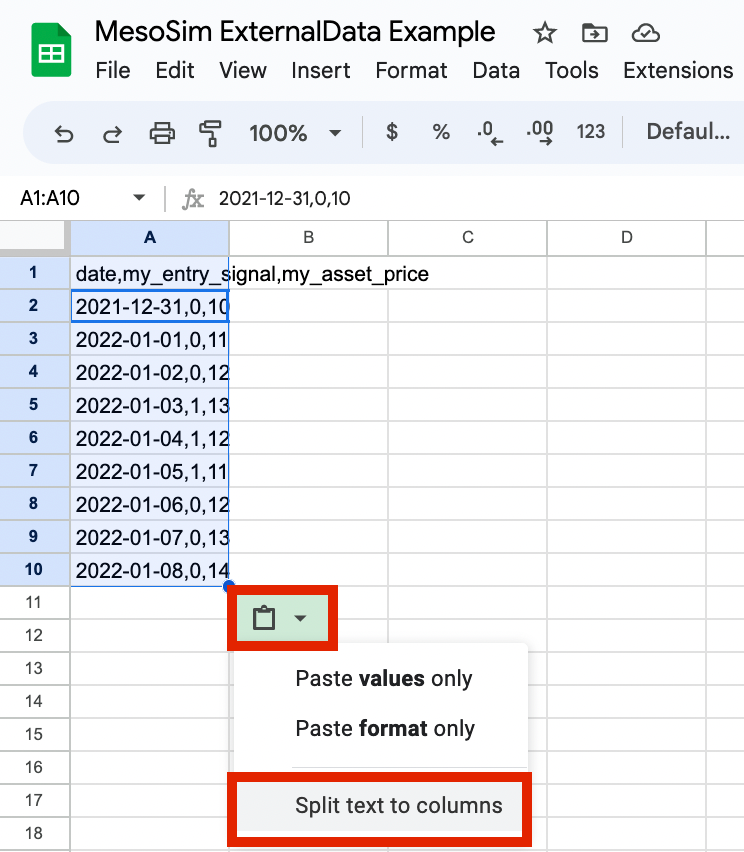 MesoSim ExternalData Example
File Edit View Insert Format Data Tools Extensions
100% $ % .0 .00 123 Defaul...
A1:A10 fx 2021-12-31,0,10
A B C D
1 date,my_entry_signal,my_asset_price
2 2021-12-31,0,10
3 2022-01-01,0,11
4 2022-01-02,0,12
5 2022-01-03,1,13
6 2022-01-04,1,12
7 2022-01-05,1,11
8 2022-01-06,0,12
9 2022-01-07,0,13
10 2022-01-08,0,14
11
12
13 Paste values only
14 Paste format only
15
16
17 Split text to columns
18